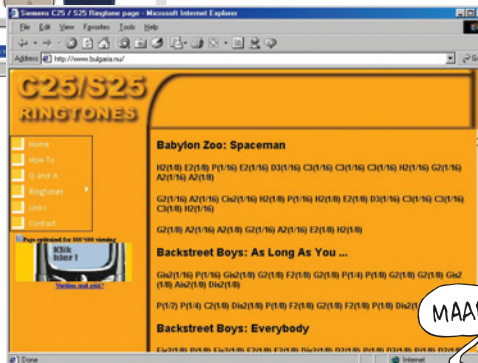 Siemens C25 / S25 Ringtone page - Microsoft Internet Explorer
File Edit View Favorites Tools Help
Address http://www.bulgaria.nu/
C25/S25
RINGTONES
Home
How To
Q and A
Ringtones
Links
Contact
Page optimized for 800*600 viewing
Klik
hier !
Babylon Zoo: Spaceman
H2(1/8) E2(1/8) P(1/16) E2(1/16) D3(1/16) C3(1/16) C3(1/16) C3(1/16) H2(1/16) G2(1/16)
A2(1/16) A2(1/8)
G2(1/16) A2(1/16) Cis2(1/16) H2(1/8) P(1/16) H2(1/8) E2(1/8) D3(1/16) C3(1/16) C3(1/16)
C3(1/8) H2(1/16)
G2(1/8) A2(1/16) A2(1/8) G2(1/16) A2(1/16) E2(1/8) H2(1/8)
Backstreet Boys: As Long As You ...
Gis2(1/16) P(1/16) Gis2(1/8) G2(1/8) F2(1/8) G2(1/8) P(1/4) P(1/8) G2(1/8) G2(1/8) Gis2
(1/8) Ais2(1/8) Dis2(1/8)
P(1/2) P(1/4) C2(1/8) Dis2(1/8) P(1/8) F2(1/8) G2(1/8) F2(1/8) P(1/8) Dis2(1/
Backstreet Boys: Everybody
MAA
Done
Internet